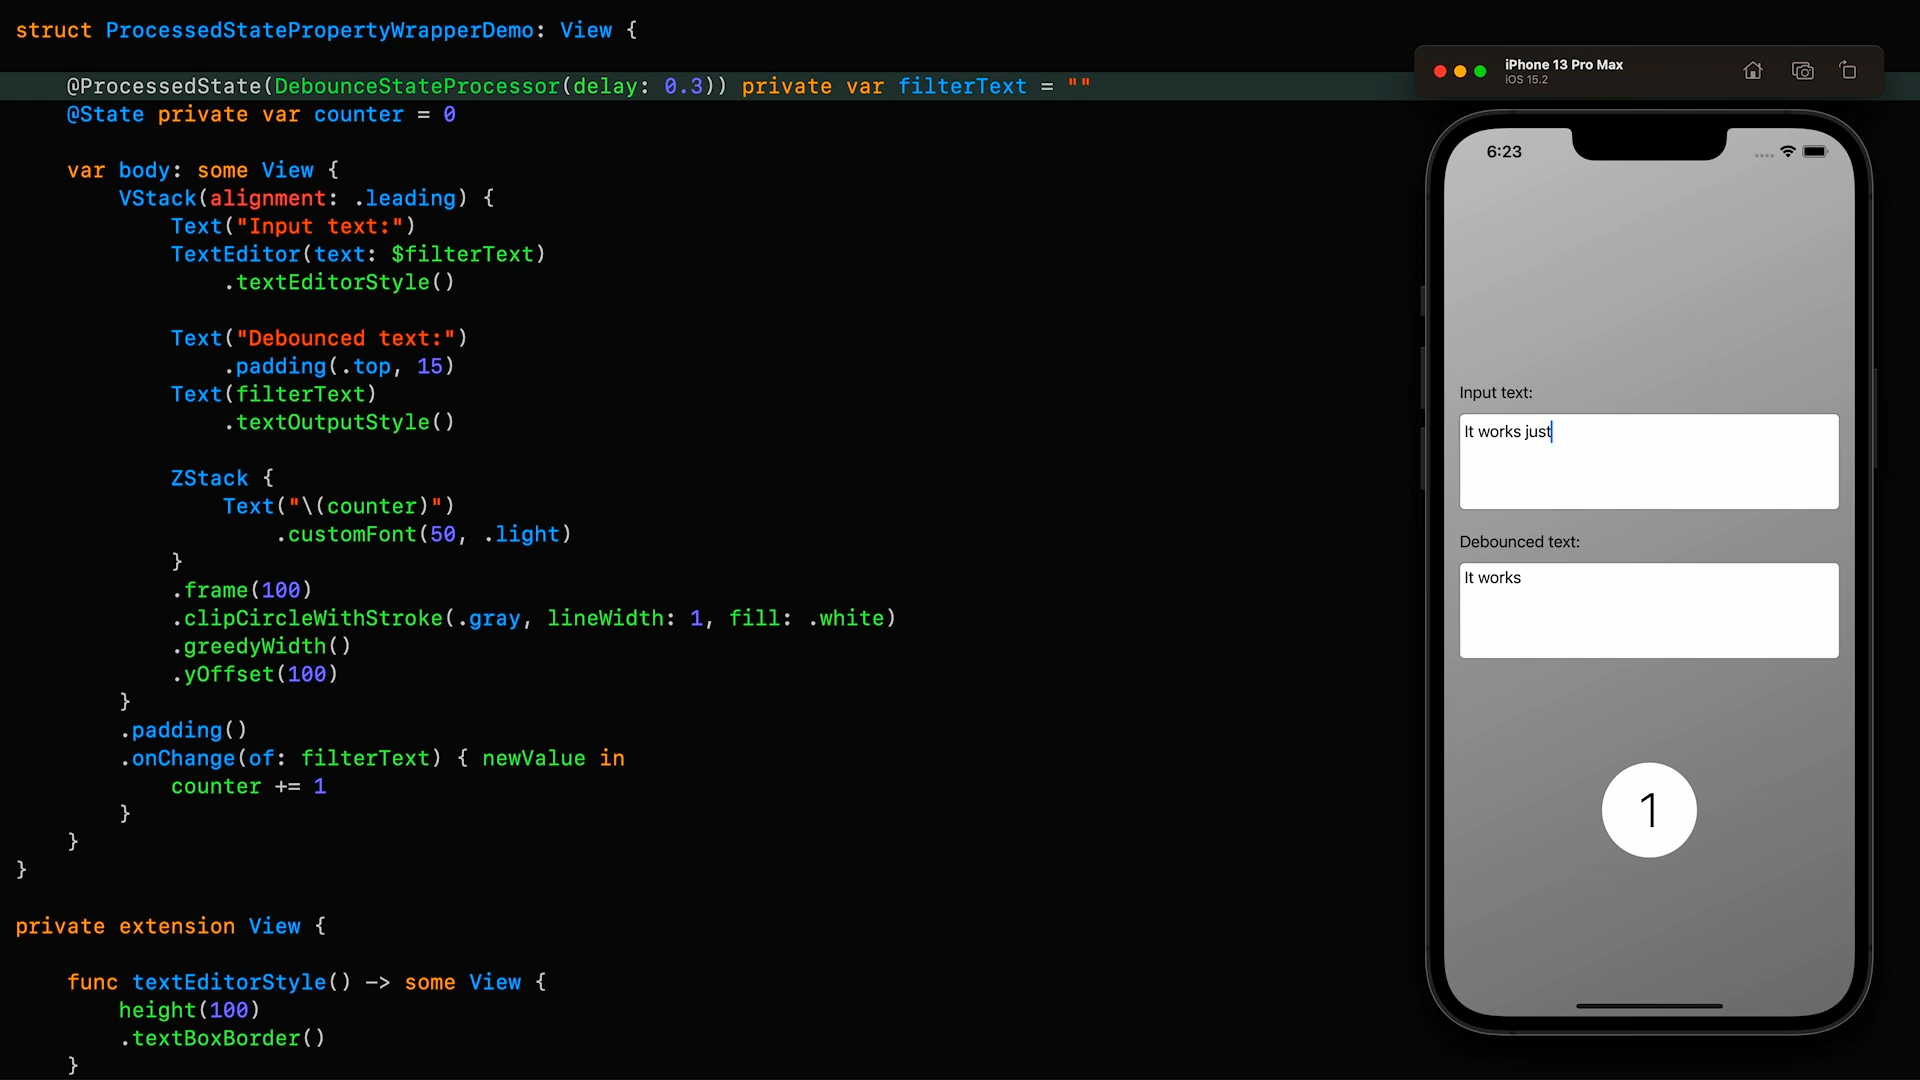 struct ProcessedStatePropertyWrapperDemo: View {
@ProcessedState(DebounceStateProcessor(delay: 0.3)) private var filterText = ""
@State private var counter = 0
var body: some View {
VStack(alignment: .leading) {
Text("Input text:")
TextEditor(text: $filterText)
.textEditorStyle()
Text("Debounced text:")
.padding(.top, 15)
Text(filterText)
.textOutputStyle()
ZStack {
Text("\(counter)")
.customFont(50, .light)
}
.frame(100)
.clipCircleWithStroke(.gray, lineWidth: 1, fill: .white)
.greedyWidth()
.yOffset(100)
}
.padding()
.onChange(of: filterText) { newValue in
counter += 1
}
}
}
private extension View {
func textEditorStyle() -> some View {
height(100)
.textBoxBorder()
}
iPhone 13 Pro Max
iOS 15.2
6:23
Input text:
It works just
Debounced text:
It works
1